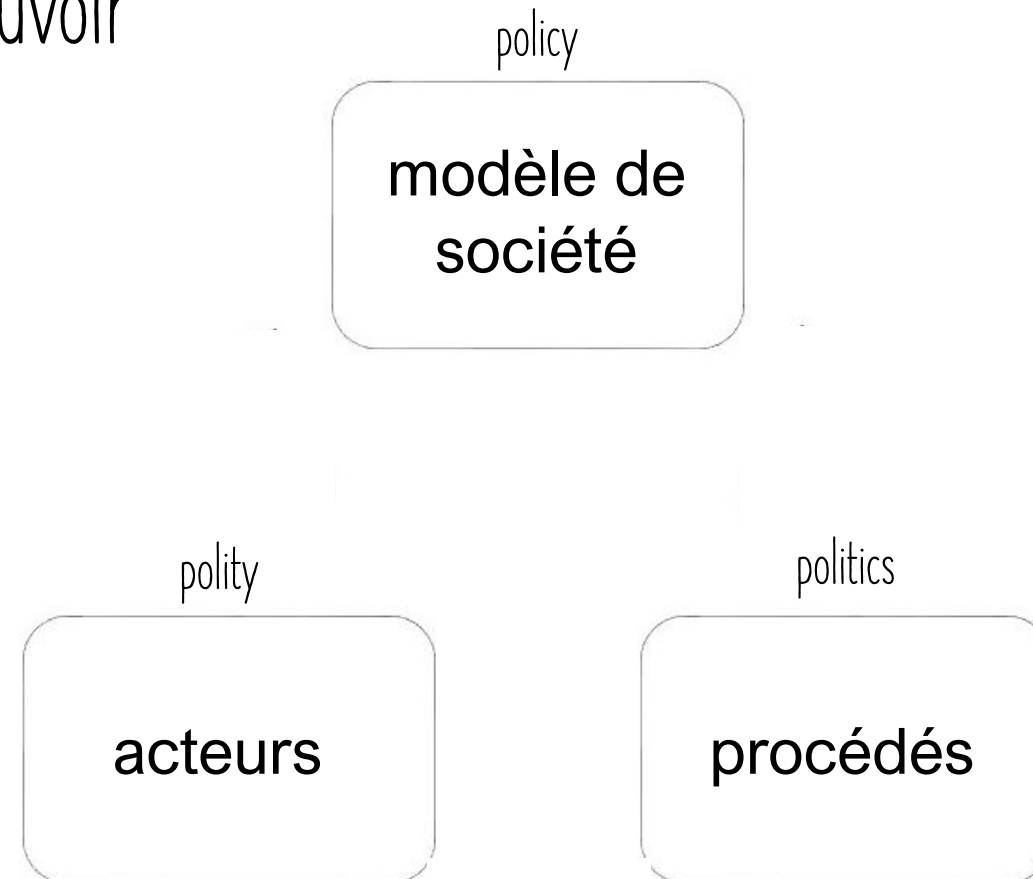 policy
modèle de
société
polity
politics
acteurs
procédés